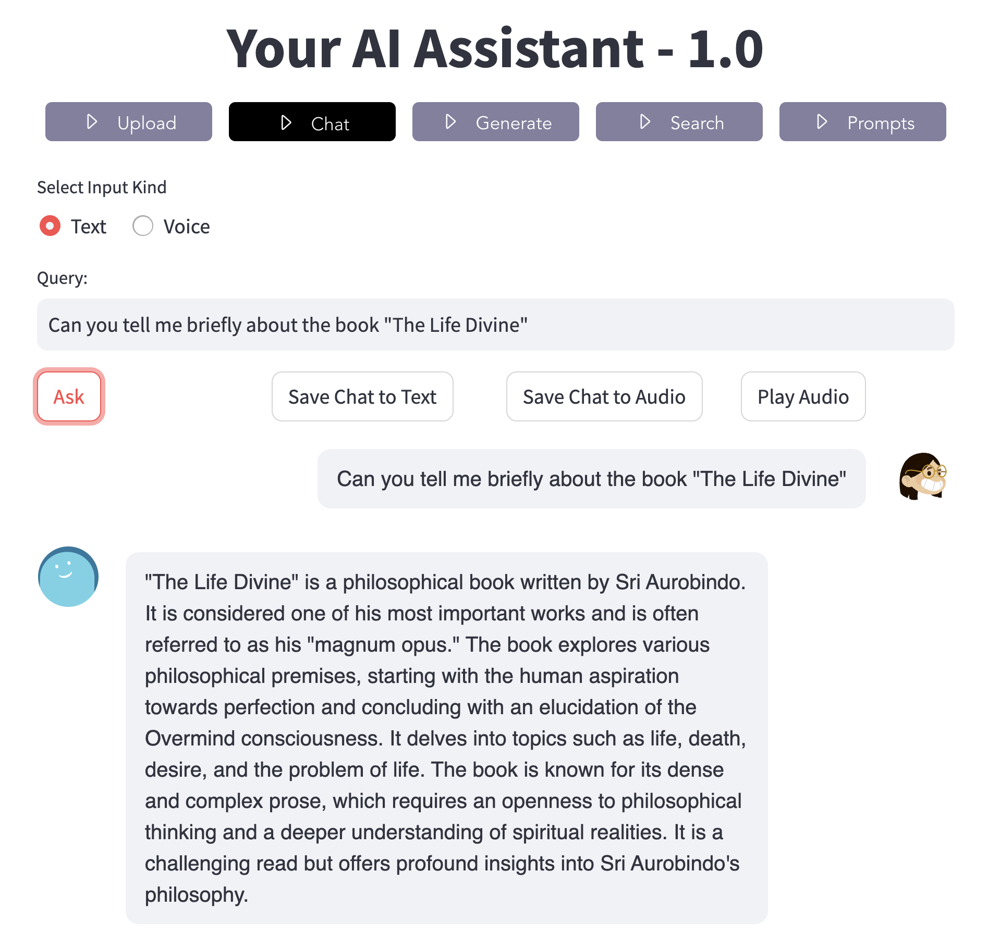 Your AI Assistant - 1.0
Upload
Chat
Generate
Search
Prompts
Select Input Kind
Text
Voice
Query:
Can you tell me briefly about the book "The Life Divine"
Ask
Save Chat to Text
Save Chat to Audio
Play Audio
Can you tell me briefly about the book "The Life Divine"
"The Life Divine" is a philosophical book written by Sri Aurobindo.
It is considered one of his most important works and is often
referred to as his "magnum opus." The book explores various
philosophical premises, starting with the human aspiration
towards perfection and concluding with an elucidation of the
Overmind consciousness. It delves into topics such as life, death,
desire, and the problem of life. The book is known for its dense
and complex prose, which requires an openness to philosophical
thinking and a deeper understanding of spiritual realities. It is a
challenging read but offers profound insights into Sri Aurobindo's
philosophy.